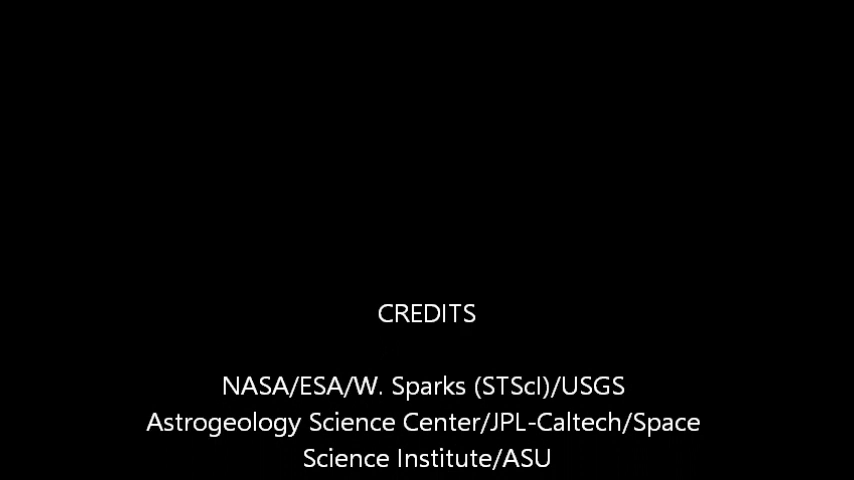 CREDITS
NASA/ESA/W. Sparks (STScI)/USGS
Astrogeology Science Center/JPL-Caltech/Space
Science Institute/ASU